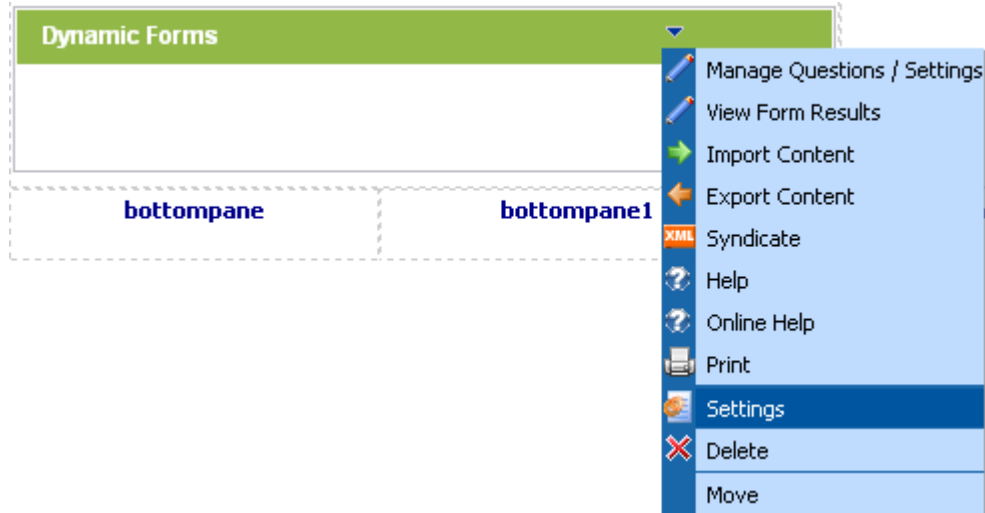 Dynamic Forms
Manage Questions / Settings
View Form Results
Import Content
Export Content
bottompane
bottompane1
XML
Syndicate
Help
Online Help
Print
Settings
Delete
Move